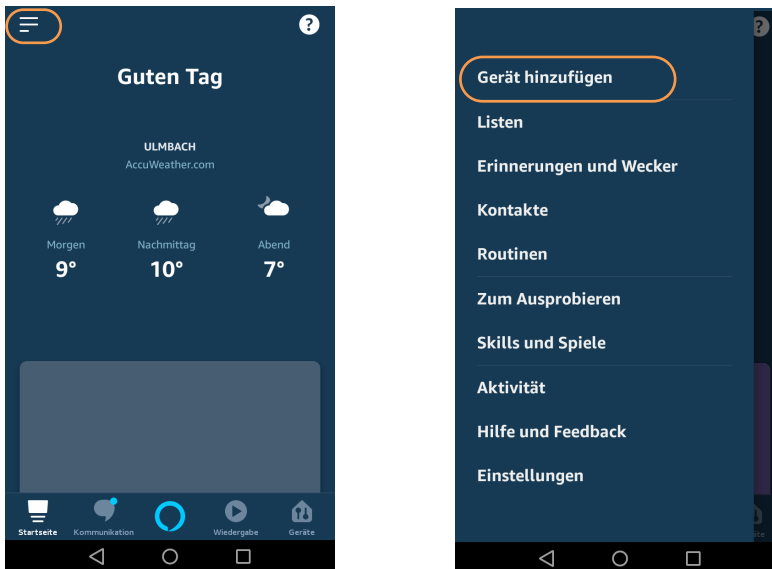 ?
Guten Tag
ULMBACH
AccuWeather.com
Morgen
Nachmittag
Abend
9°
10°
7°
Startseite
Kommunikation
Wiedergabe
Geräte
?
Gerät hinzufügen
Listen
Erinnerungen und Wecker
Kontakte
Routinen
Zum Ausprobieren
Skills und Spiele
Aktivität
Hilfe und Feedback
Einstellungen